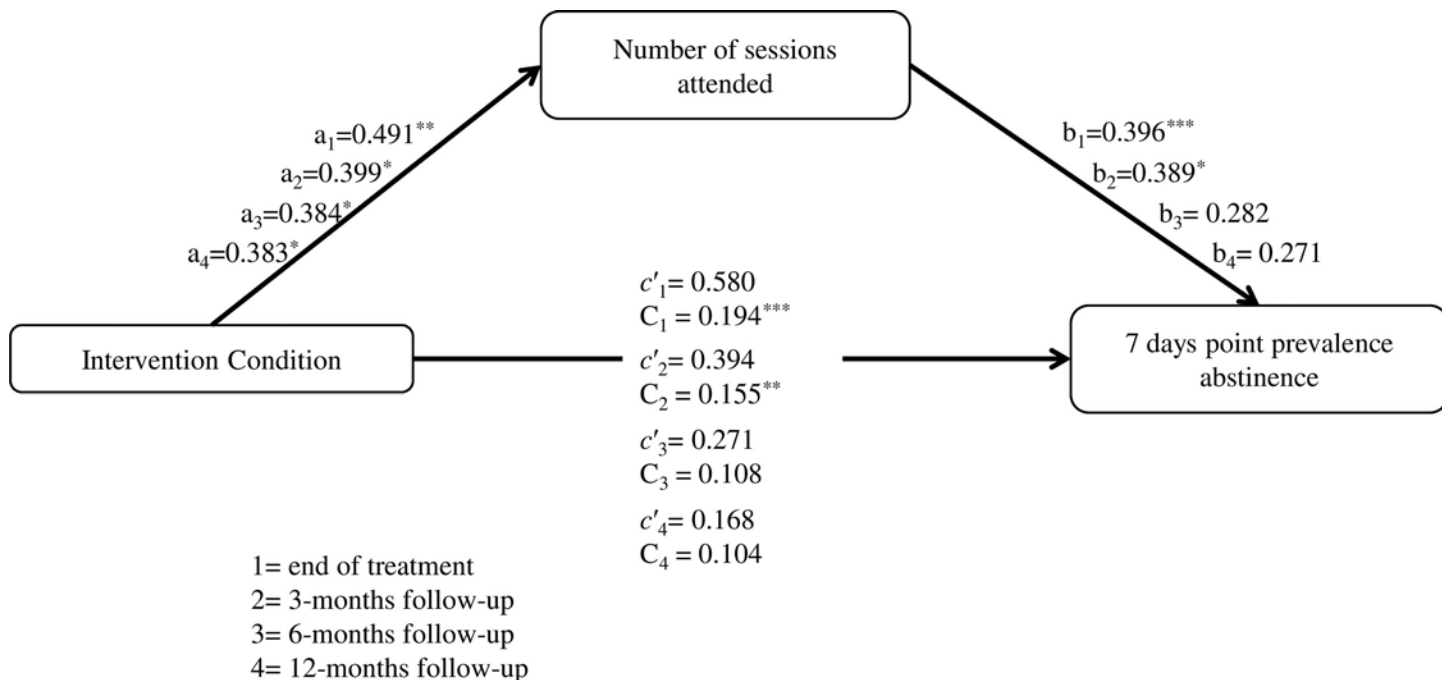 Number of sessions
attended
a₁=0.491**
a₂=0.399*
a₃=0.384*
a₄=0.383*
b₁=0.396***
b₂=0.389*
b₃= 0.282
b₄= 0.271
Intervention Condition
c'₁= 0.580
C₁ = 0.194***
c'₂= 0.394
C₂ = 0.155**
c'₃= 0.271
C₃ = 0.108
c'₄= 0.168
C₄ = 0.104
7 days point prevalence
abstinence
1= end of treatment
2= 3-months follow-up
3= 6-months follow-up
4= 12-months follow-up